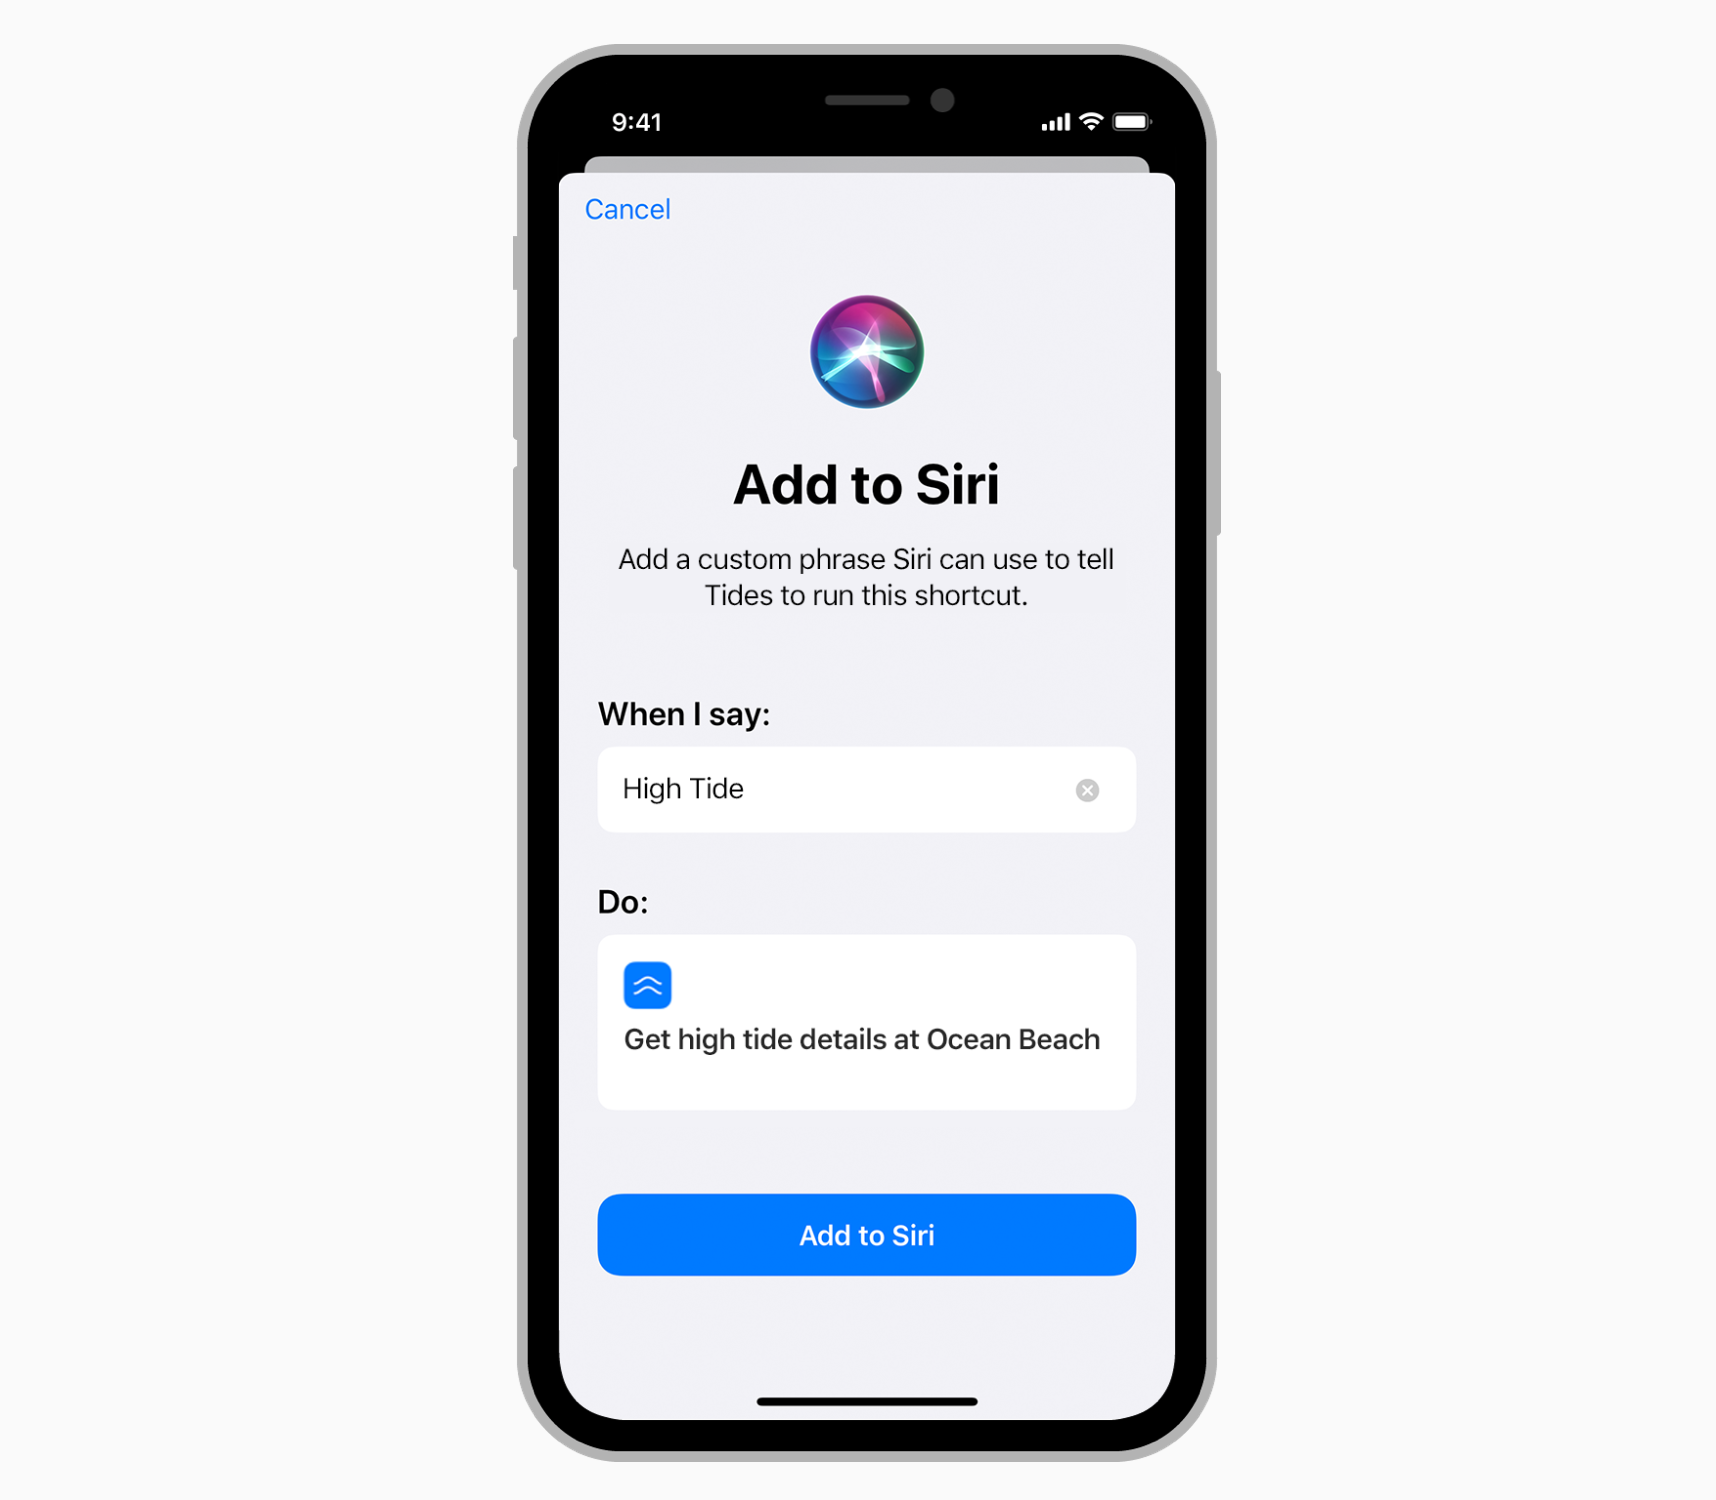 9:41
Cancel
Add to Siri
Add a custom phrase Siri can use to tell
Tides to run this shortcut.
When I say:
High Tide
Do:
Get high tide details at Ocean Beach
Add to Siri